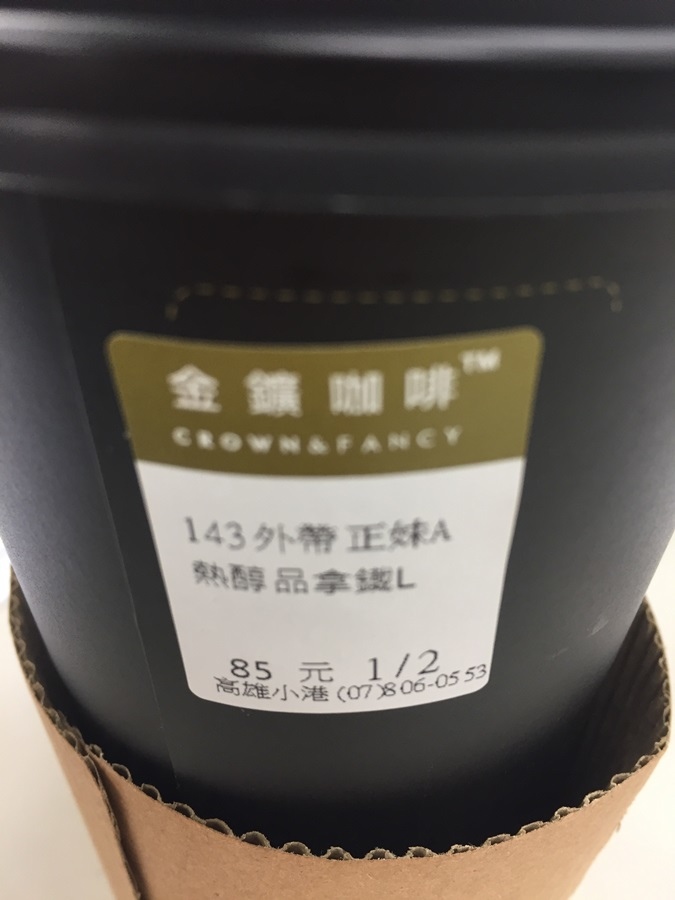 金鑛咖啡™
CROWN&FANCY
143外帶 正妹A
熱醇品拿鐵L
85 元 1/2
高雄小港(07)806-0553